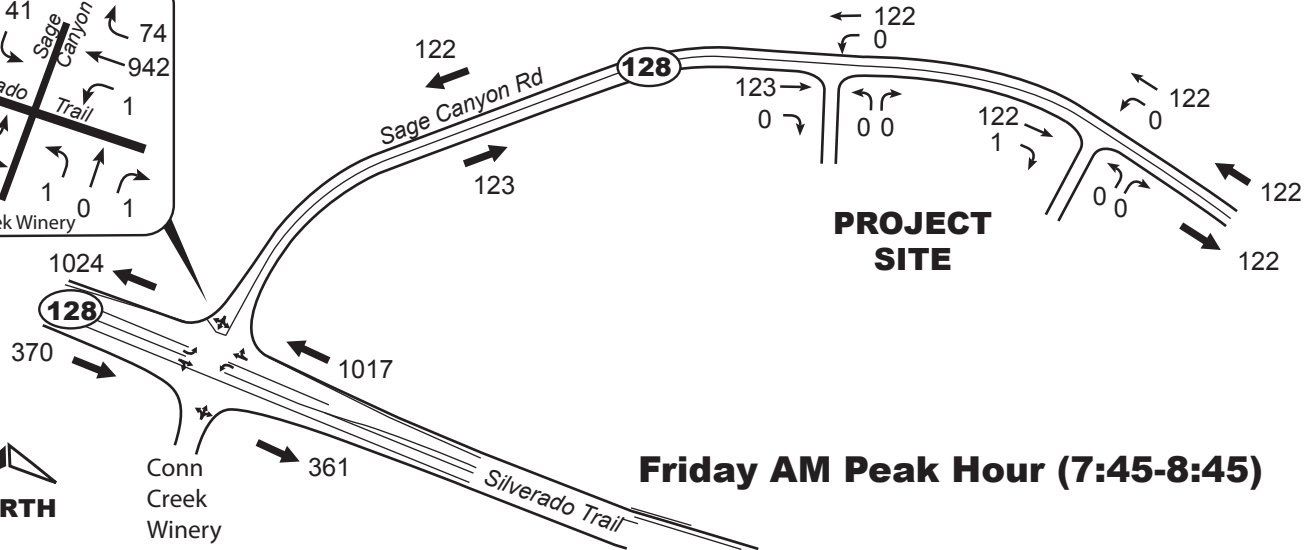 41
Sage
Canyon
74
942
ado
Trail
1
1
0
1
ek Winery
122
Sage Canyon Rd
123
128
122
0
123
0
0 0
122
1
0 0
122
0
122
122
PROJECT
SITE
1024
128
370
1017
361
Conn
Creek
Winery
Silverado Trail
RTH
Friday AM Peak Hour (7:45-8:45)